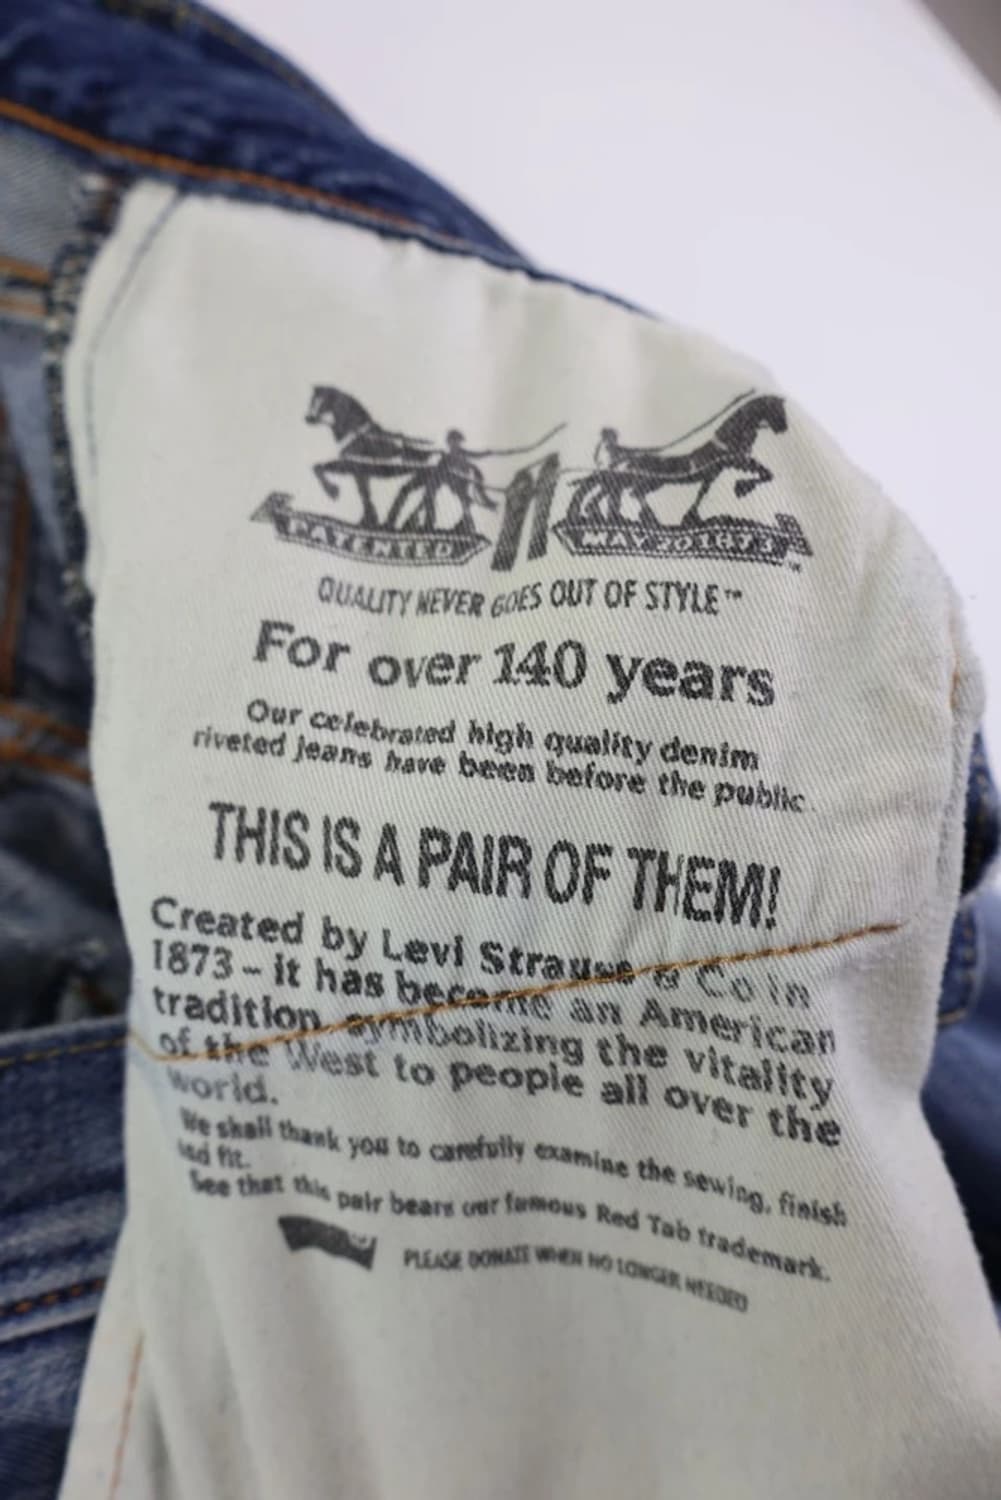 PATENTED MAY 20 1873
QUALITY NEVER GOES OUT OF STYLE™
For over 140 years
Our celebrated high quality denim
riveted jeans have been before the public.
THIS IS A PAIR OF THEM!
Created by Levi Strauss & Co in
1873 – it has become an American
tradition, symbolizing the vitality
of the West to people all over the
world.
We shall thank you to carefully examine the sewing, finish
and fit.
See that this pair bears our famous Red Tab trademark.
PLEASE DONATE WHEN NO LONGER NEEDED